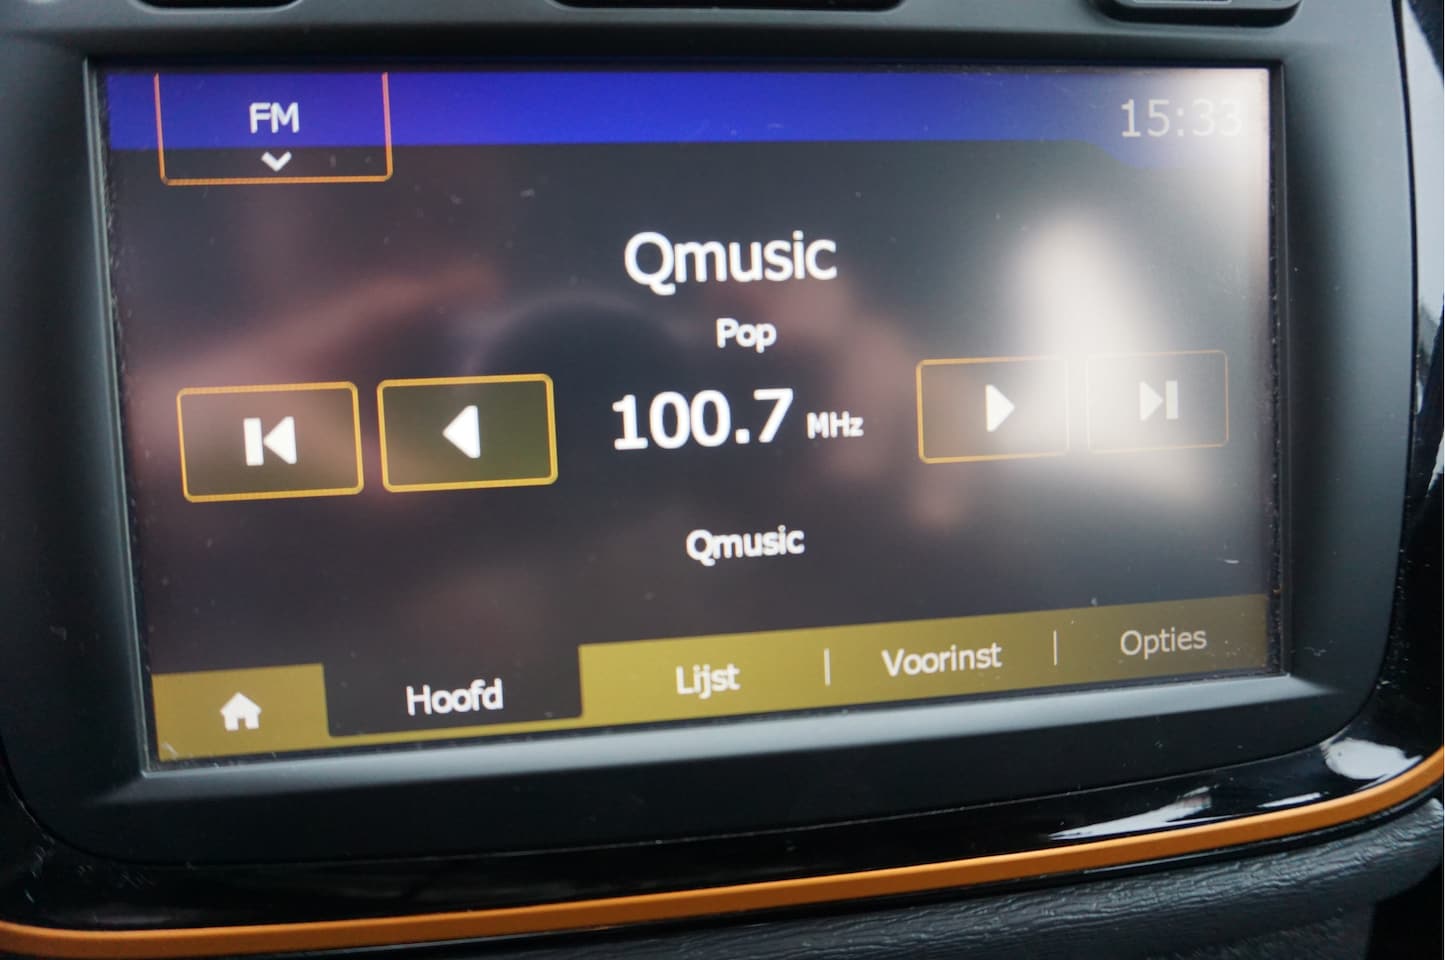 FM
15:33
Qmusic
Pop
100.7 MHz
Qmusic
Hoofd
Lijst
Voorinst
Opties